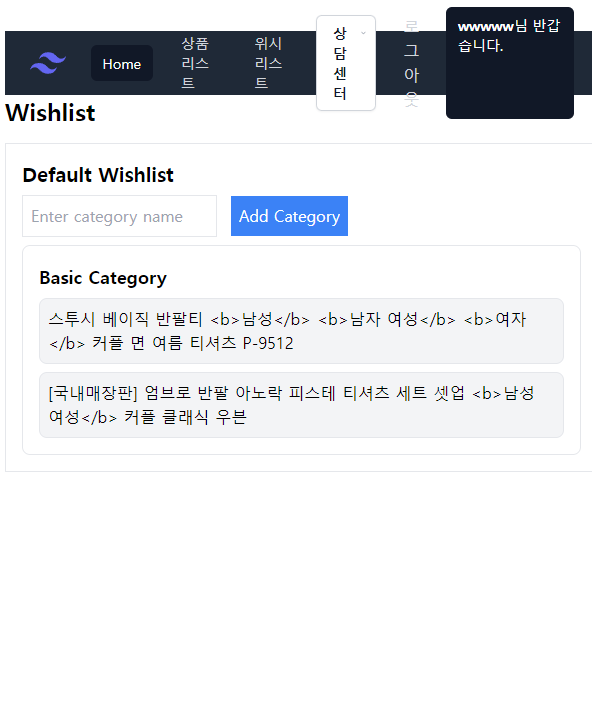 Home
상품
리스
트
위시
리스
트
상
담
센
터
로
그
아
웃
wwwww님 반갑
습니다.
Wishlist
Default Wishlist
Enter category name
Add Category
Basic Category
스투시 베이직 반팔티 <b>남성</b> <b>남자 여성</b> <b>여자
</b> 커플 면 여름 티셔츠 P-9512
[국내매장판] 엄브로 반팔 아노락 피스테 티셔츠 세트 셋업 <b>남성
여성</b> 커플 클래식 우븐